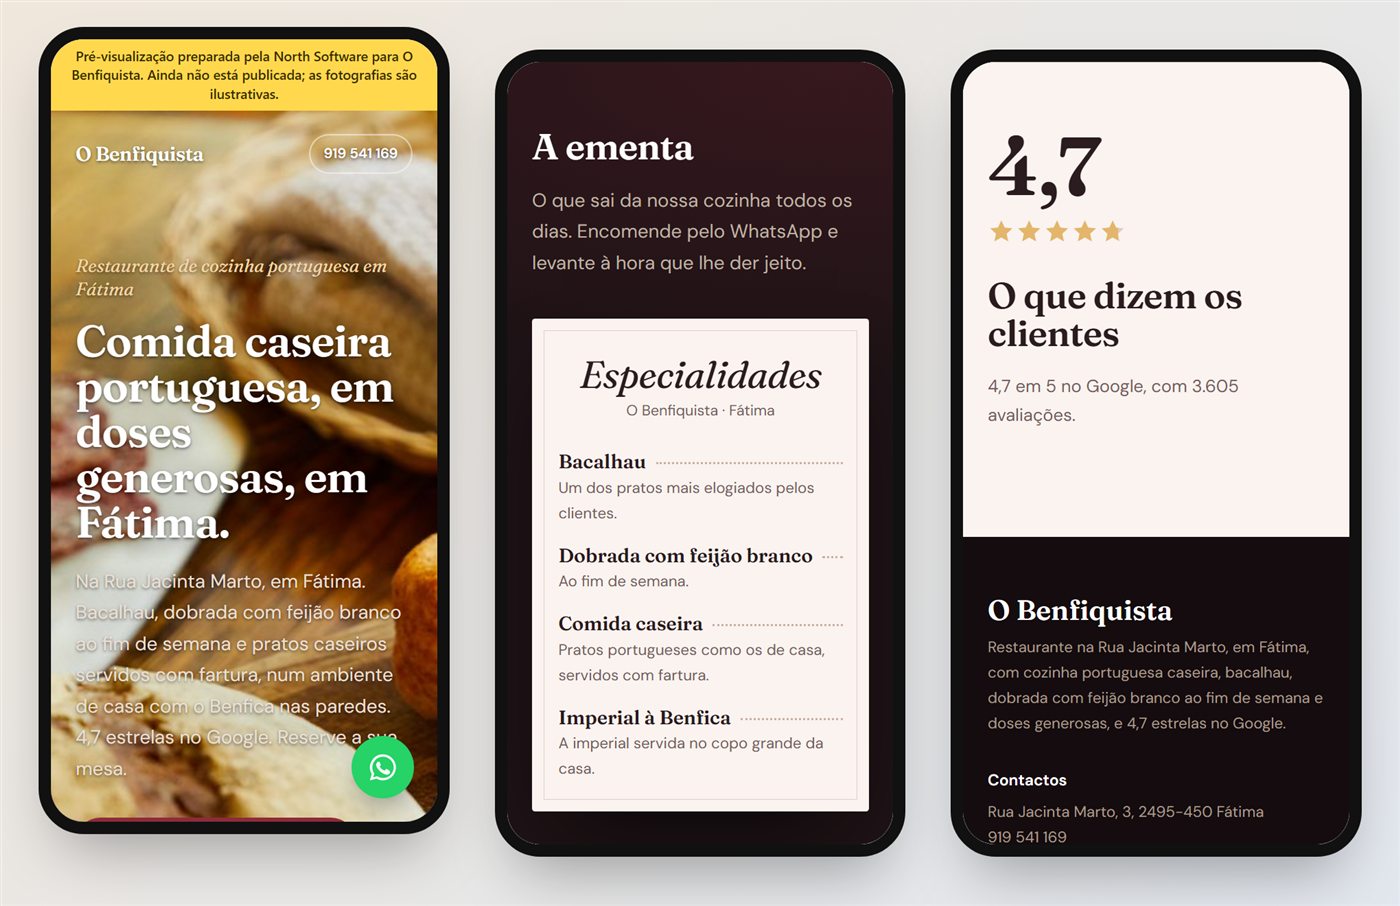 Pré-visualização preparada pela North Software para O
Benfiquista. Ainda não está publicada; as fotografias são
ilustrativas.
O Benfiquista
919 541 169
Restaurante de cozinha portuguesa em
Fátima
Comida caseira
portuguesa, em
doses
generosas, em
Fátima.
Na Rua Jacinta Marto, em Fátima.
Bacalhau, dobrada com feijão branco
ao fim de semana e pratos caseiros
servidos com fartura, num ambiente
de casa com o Benfica nas paredes.
4,7 estrelas no Google. Reserve a sua
mesa.
A ementa
O que sai da nossa cozinha todos os
dias. Encomende pelo WhatsApp e
levante à hora que lhe der jeito.
Especialidades
O Benfiquista · Fátima
Bacalhau
Um dos pratos mais elogiados pelos
clientes.
Dobrada com feijão branco
Ao fim de semana.
Comida caseira
Pratos portugueses como os de casa,
servidos com fartura.
Imperial à Benfica
A imperial servida no copo grande da
casa.
4,7
O que dizem os
clientes
4,7 em 5 no Google, com 3.605
avaliações.
O Benfiquista
Restaurante na Rua Jacinta Marto, em Fátima,
com cozinha portuguesa caseira, bacalhau,
dobrada com feijão branco ao fim de semana e
doses generosas, e 4,7 estrelas no Google.
Contactos
Rua Jacinta Marto, 3, 2495-450 Fátima
919 541 169